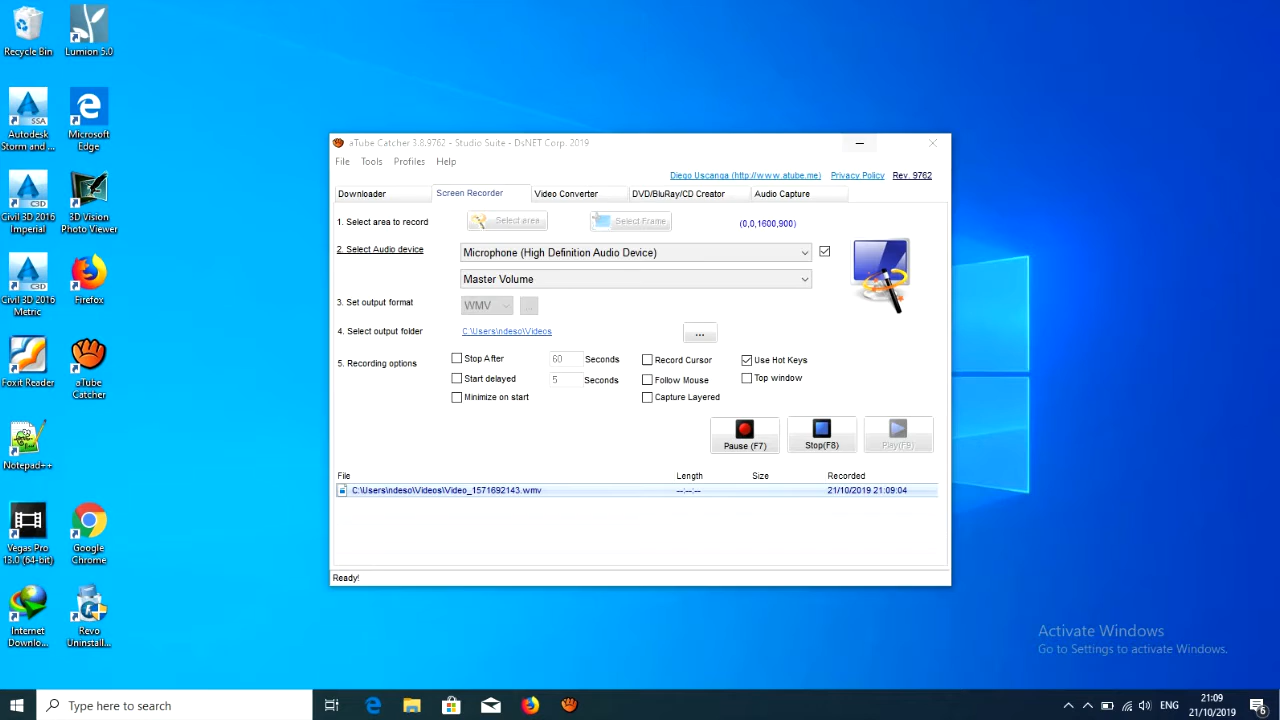 Recycle Bin
Lumion 5.0
Autodesk
Storm and ...
Microsoft
Edge
Civil 3D 2016
Imperial
3D Vision
Photo Viewer
Civil 3D 2016
Metric
Firefox
Foxit Reader
aTube
Catcher
Notepad++
Vegas Pro
13.0 (64-bit)
Google
Chrome
Internet
Downlo...
Revo
Uninstall...
aTube Catcher 3.8.9762 - Studio Suite - DsNET Corp. 2019
File Tools Profiles Help
Diego Uscanga (http://www.atube.me) Privacy Policy Rev. 9762
Downloader Screen Recorder Video Converter DVD/BluRay/CD Creator Audio Capture
1. Select area to record Select area Select Frame (0,0,1600,900)
2. Select Audio device Microphone (High Definition Audio Device)
Master Volume
3. Set output format WMV ...
4. Select output folder C:\Users\ndeso\Videos ...
5. Recording options Stop After 60 Seconds Record Cursor Use Hot Keys
Start delayed 5 Seconds Follow Mouse Top window
Minimize on start Capture Layered
Pause (F7) Stop(F8) Play(F9)
File Length Size Recorded
C:\Users\ndeso\Videos\Video_1571692143.wmv --:--:-- 21/10/2019 21:09:04
Ready!
Activate Windows
Go to Settings to activate Windows.
Type here to search
ENG
21:09
21/10/2019
6